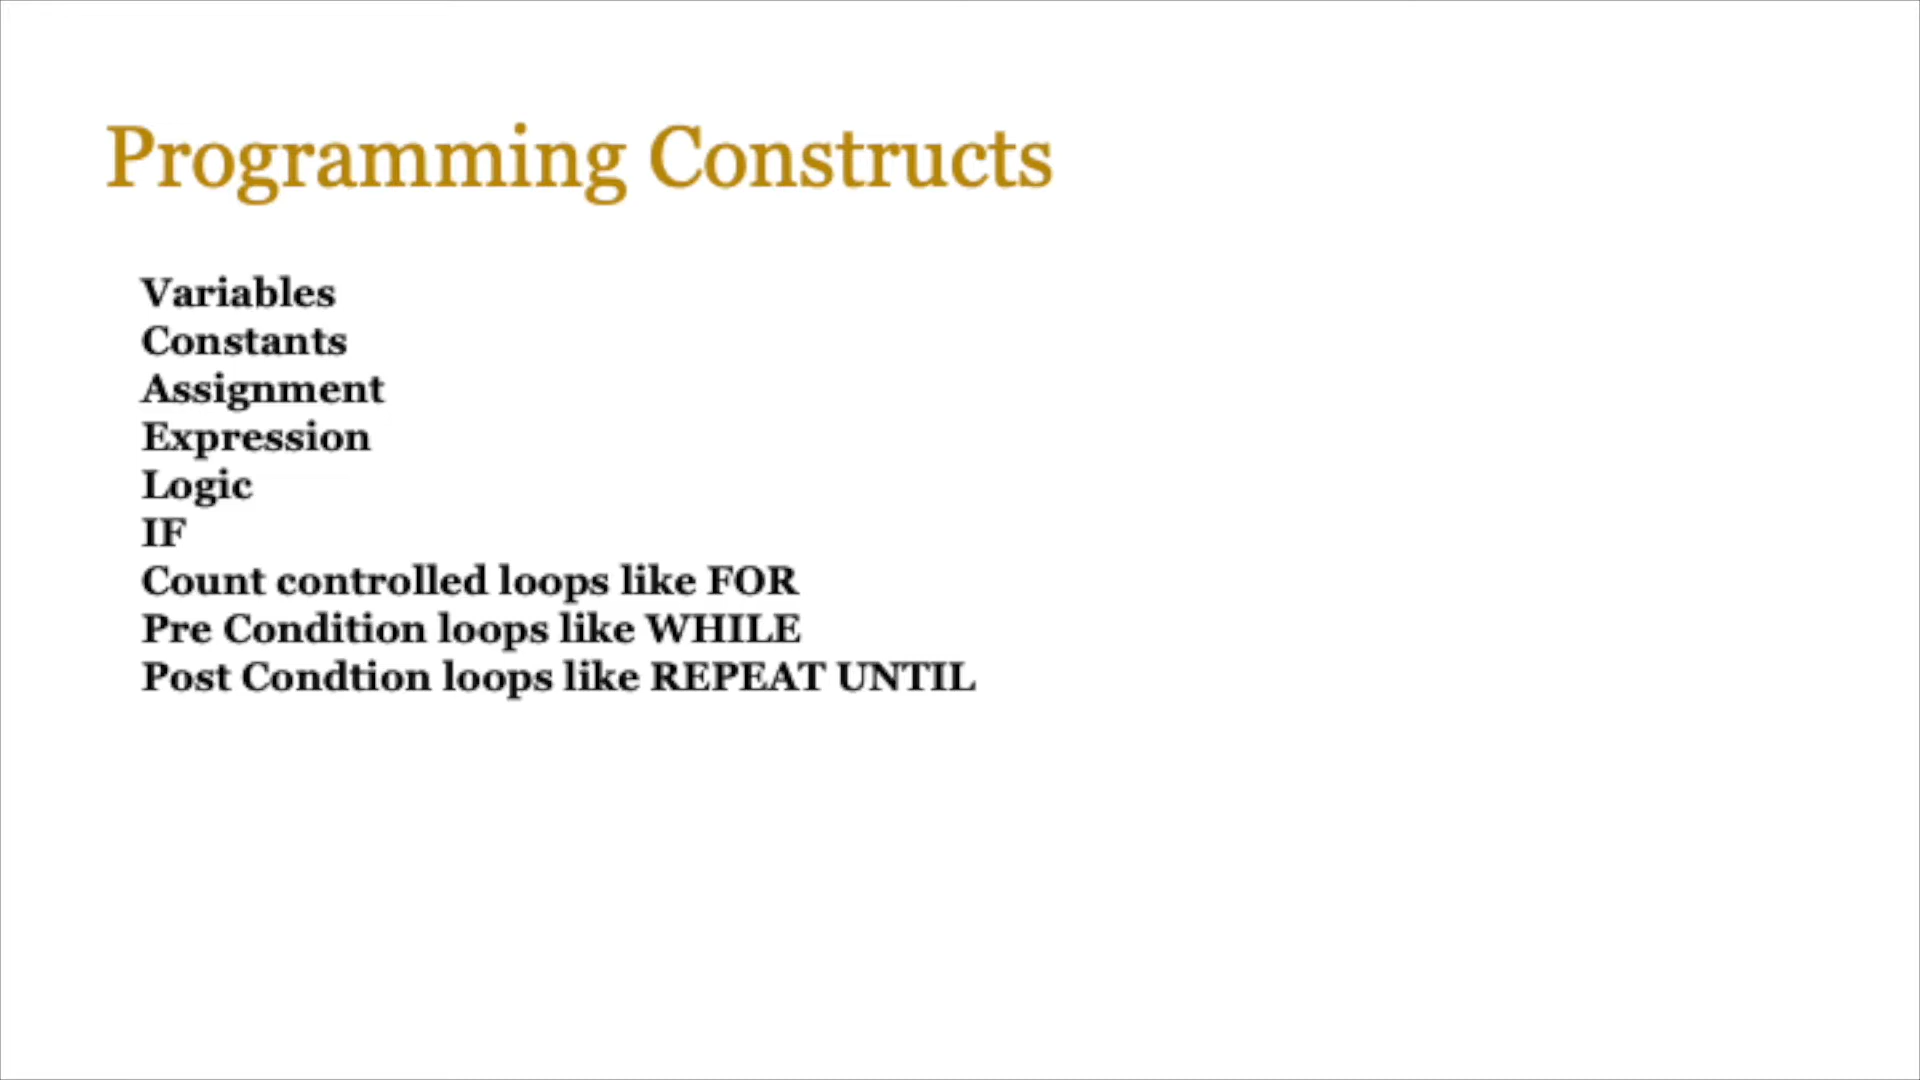 Programming Constructs
Variables
Constants
Assignment
Expression
Logic
IF
Count controlled loops like FOR
Pre Condition loops like WHILE
Post Condtion loops like REPEAT UNTIL